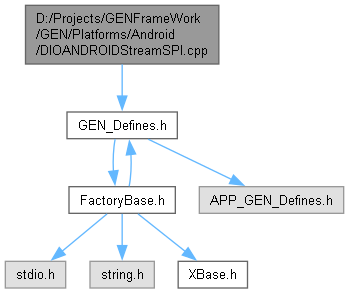 D:/Projects/GENFrameWork
/GEN/Platforms/Android
/DIOANDROIDStreamSPI.cpp
GEN_Defines.h
FactoryBase.h
APP_GEN_Defines.h
stdio.h
string.h
XBase.h